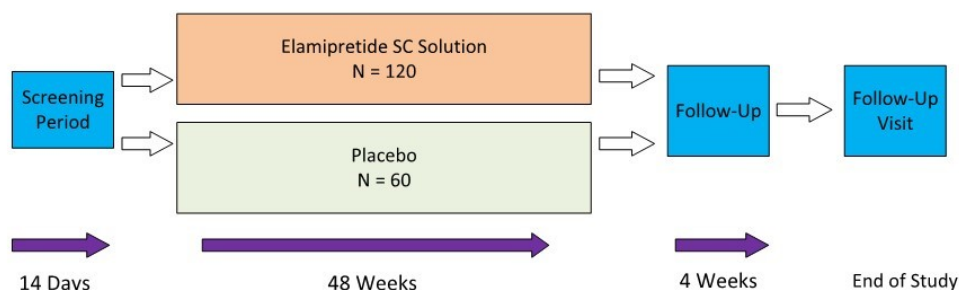 Elamipretide SC Solution
N = 120
Screening
Period
Follow-Up
Follow-Up
Visit
Placebo
N = 60
14 Days
48 Weeks
4 Weeks
End of Study